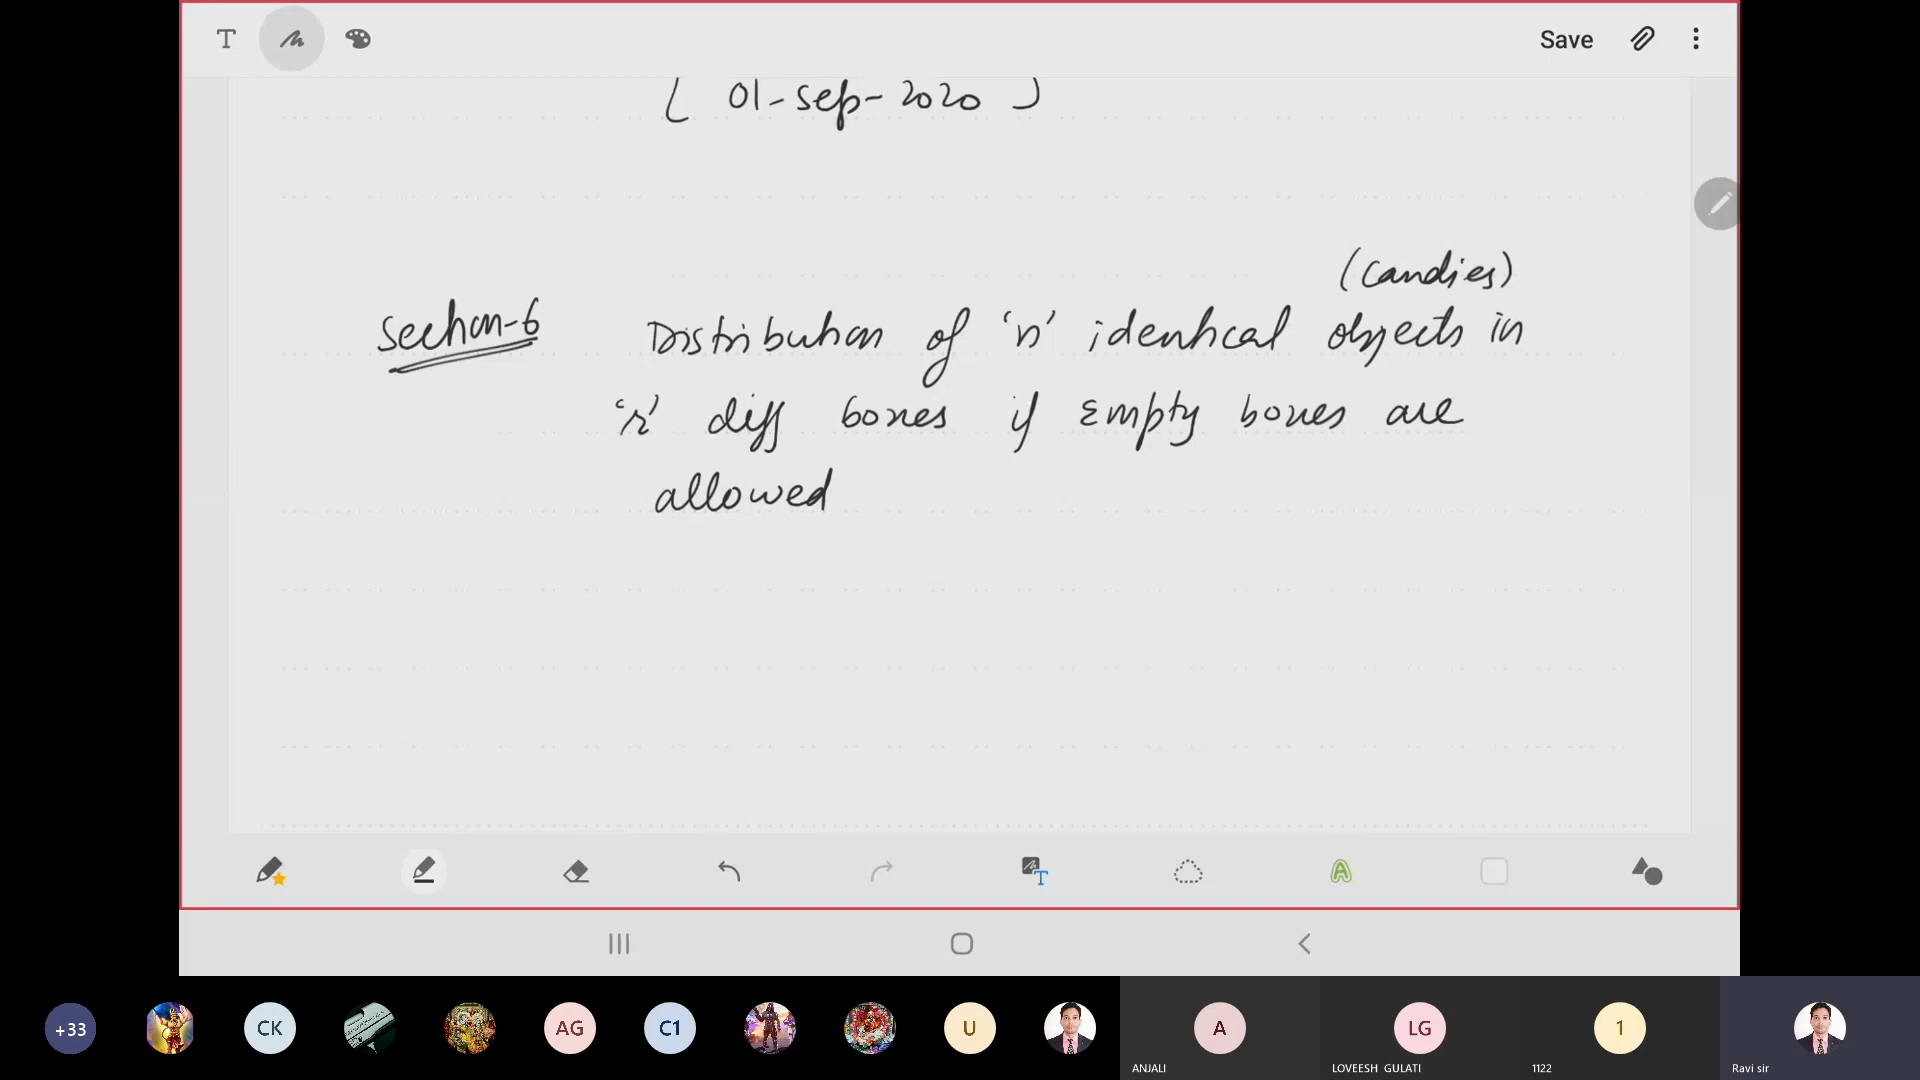 T Save
( 01-Sep-2020 )
(candies)
Section-6 Distribution of 'n' identical objects in
'r' diff boxes if Empty boxes are
allowed
T
A
+33 CK AG C1 U A LG 1
ANJALI LOVEESH GULATI 1122 Ravi sir